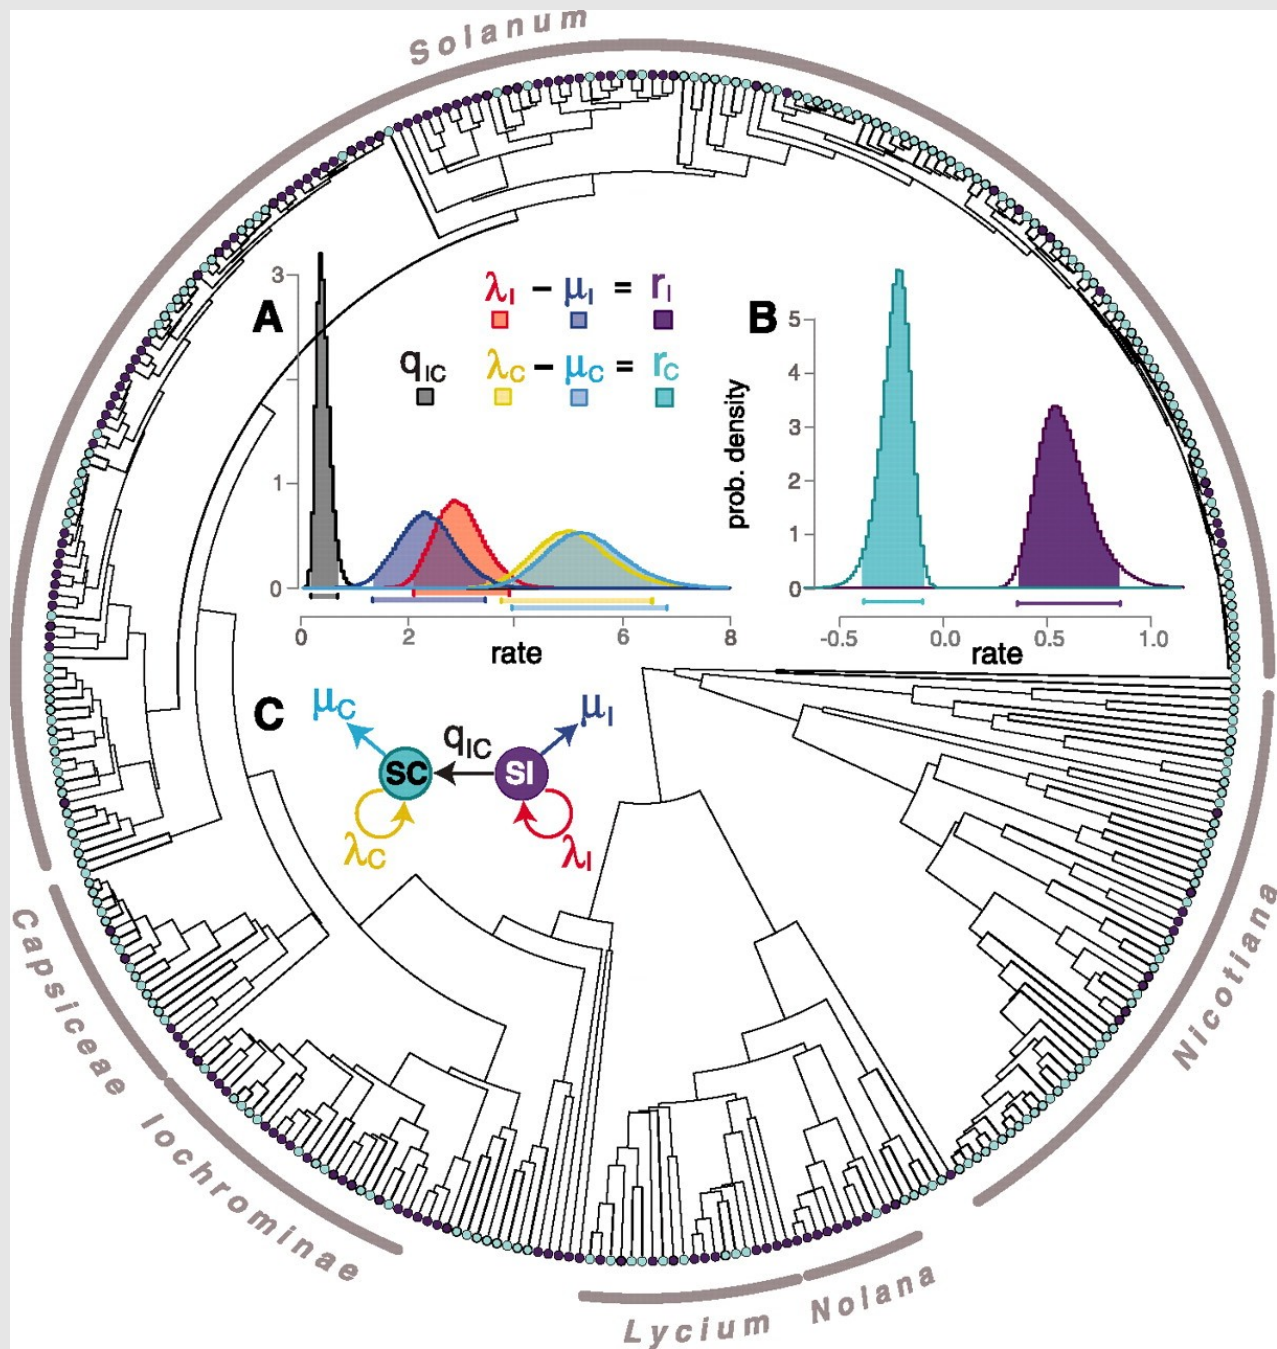 Solanum
A
λI – μI = rI
qIC λC – μC = rC
3
1
0
0 2 6 8
rate
B
prob. density
5
4
3
2
1
0
-0.5 0.0 0.5 1.0
rate
C
μC
qIC
μI
SC
SI
λC
λI
Capsiceae
Iochrominae
Lycium
Nolana
Nicotiana